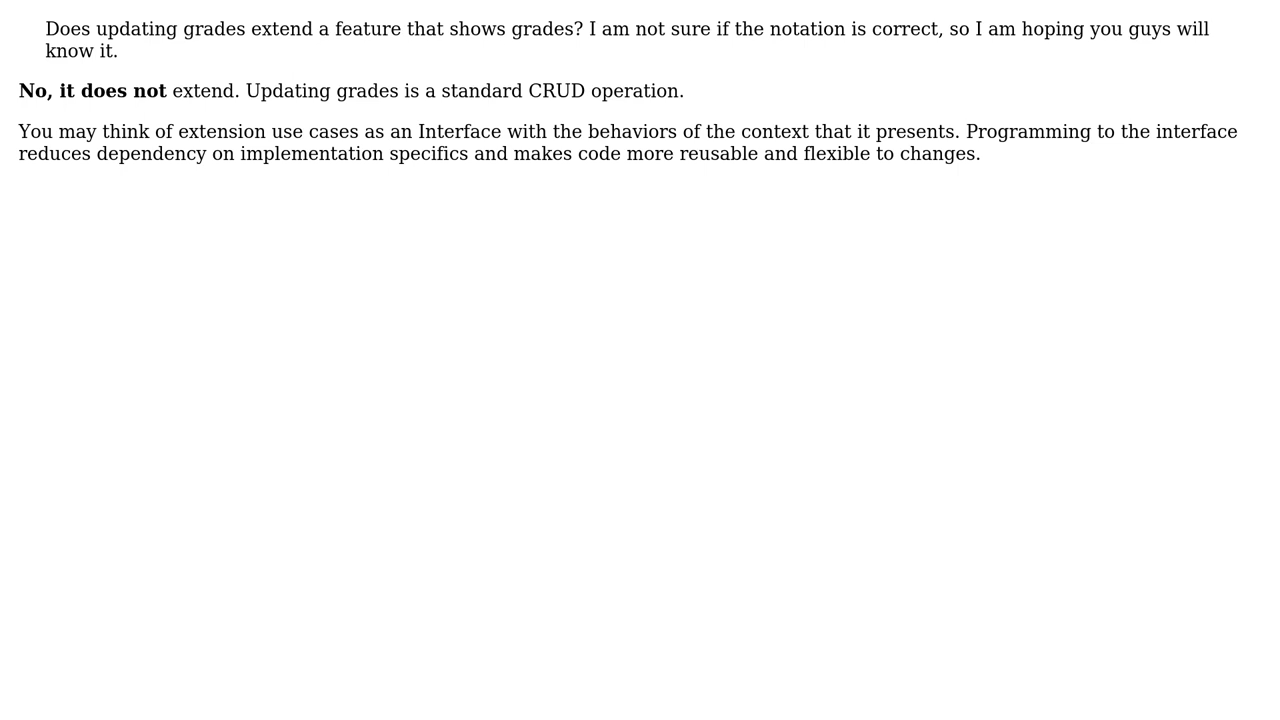 Does updating grades extend a feature that shows grades? I am not sure if the notation is correct, so I am hoping you guys will
know it.
No, it does not extend. Updating grades is a standard CRUD operation.
You may think of extension use cases as an Interface with the behaviors of the context that it presents. Programming to the interface
reduces dependency on implementation specifics and makes code more reusable and flexible to changes.